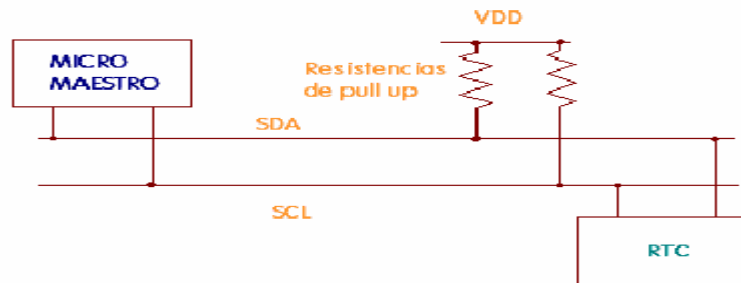 VDD
MICRO
MAESTRO
Resistencias
de pull up
SDA
SCL
RTC